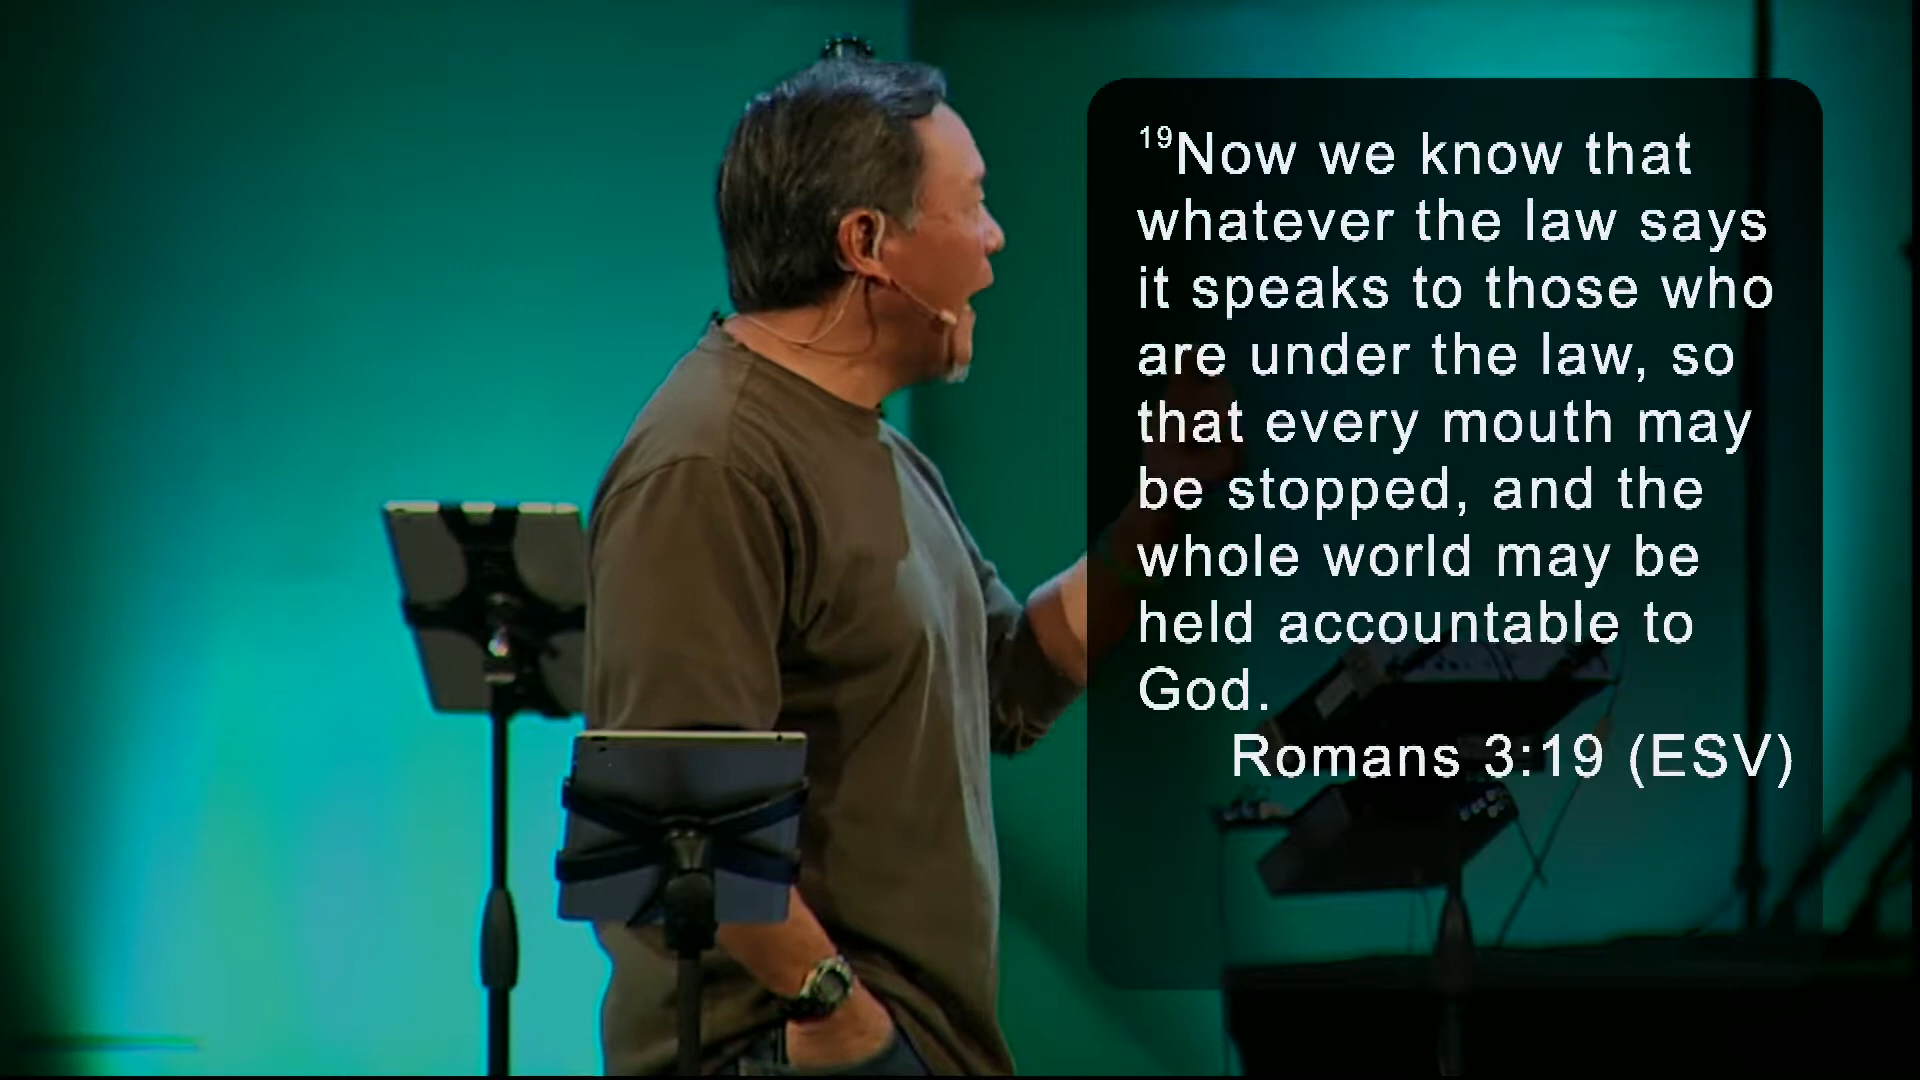 19Now we know that
whatever the law says
it speaks to those who
are under the law, so
that every mouth may
be stopped, and the
whole world may be
held accountable to
God.
Romans 3:19 (ESV)